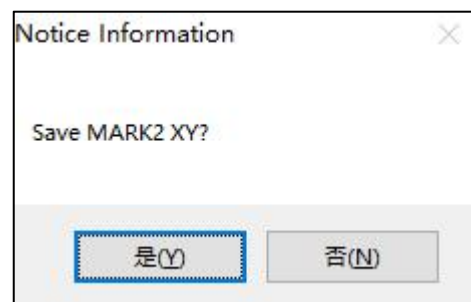 Notice Information
Save MARK2 XY?
是(Y) 否(N)